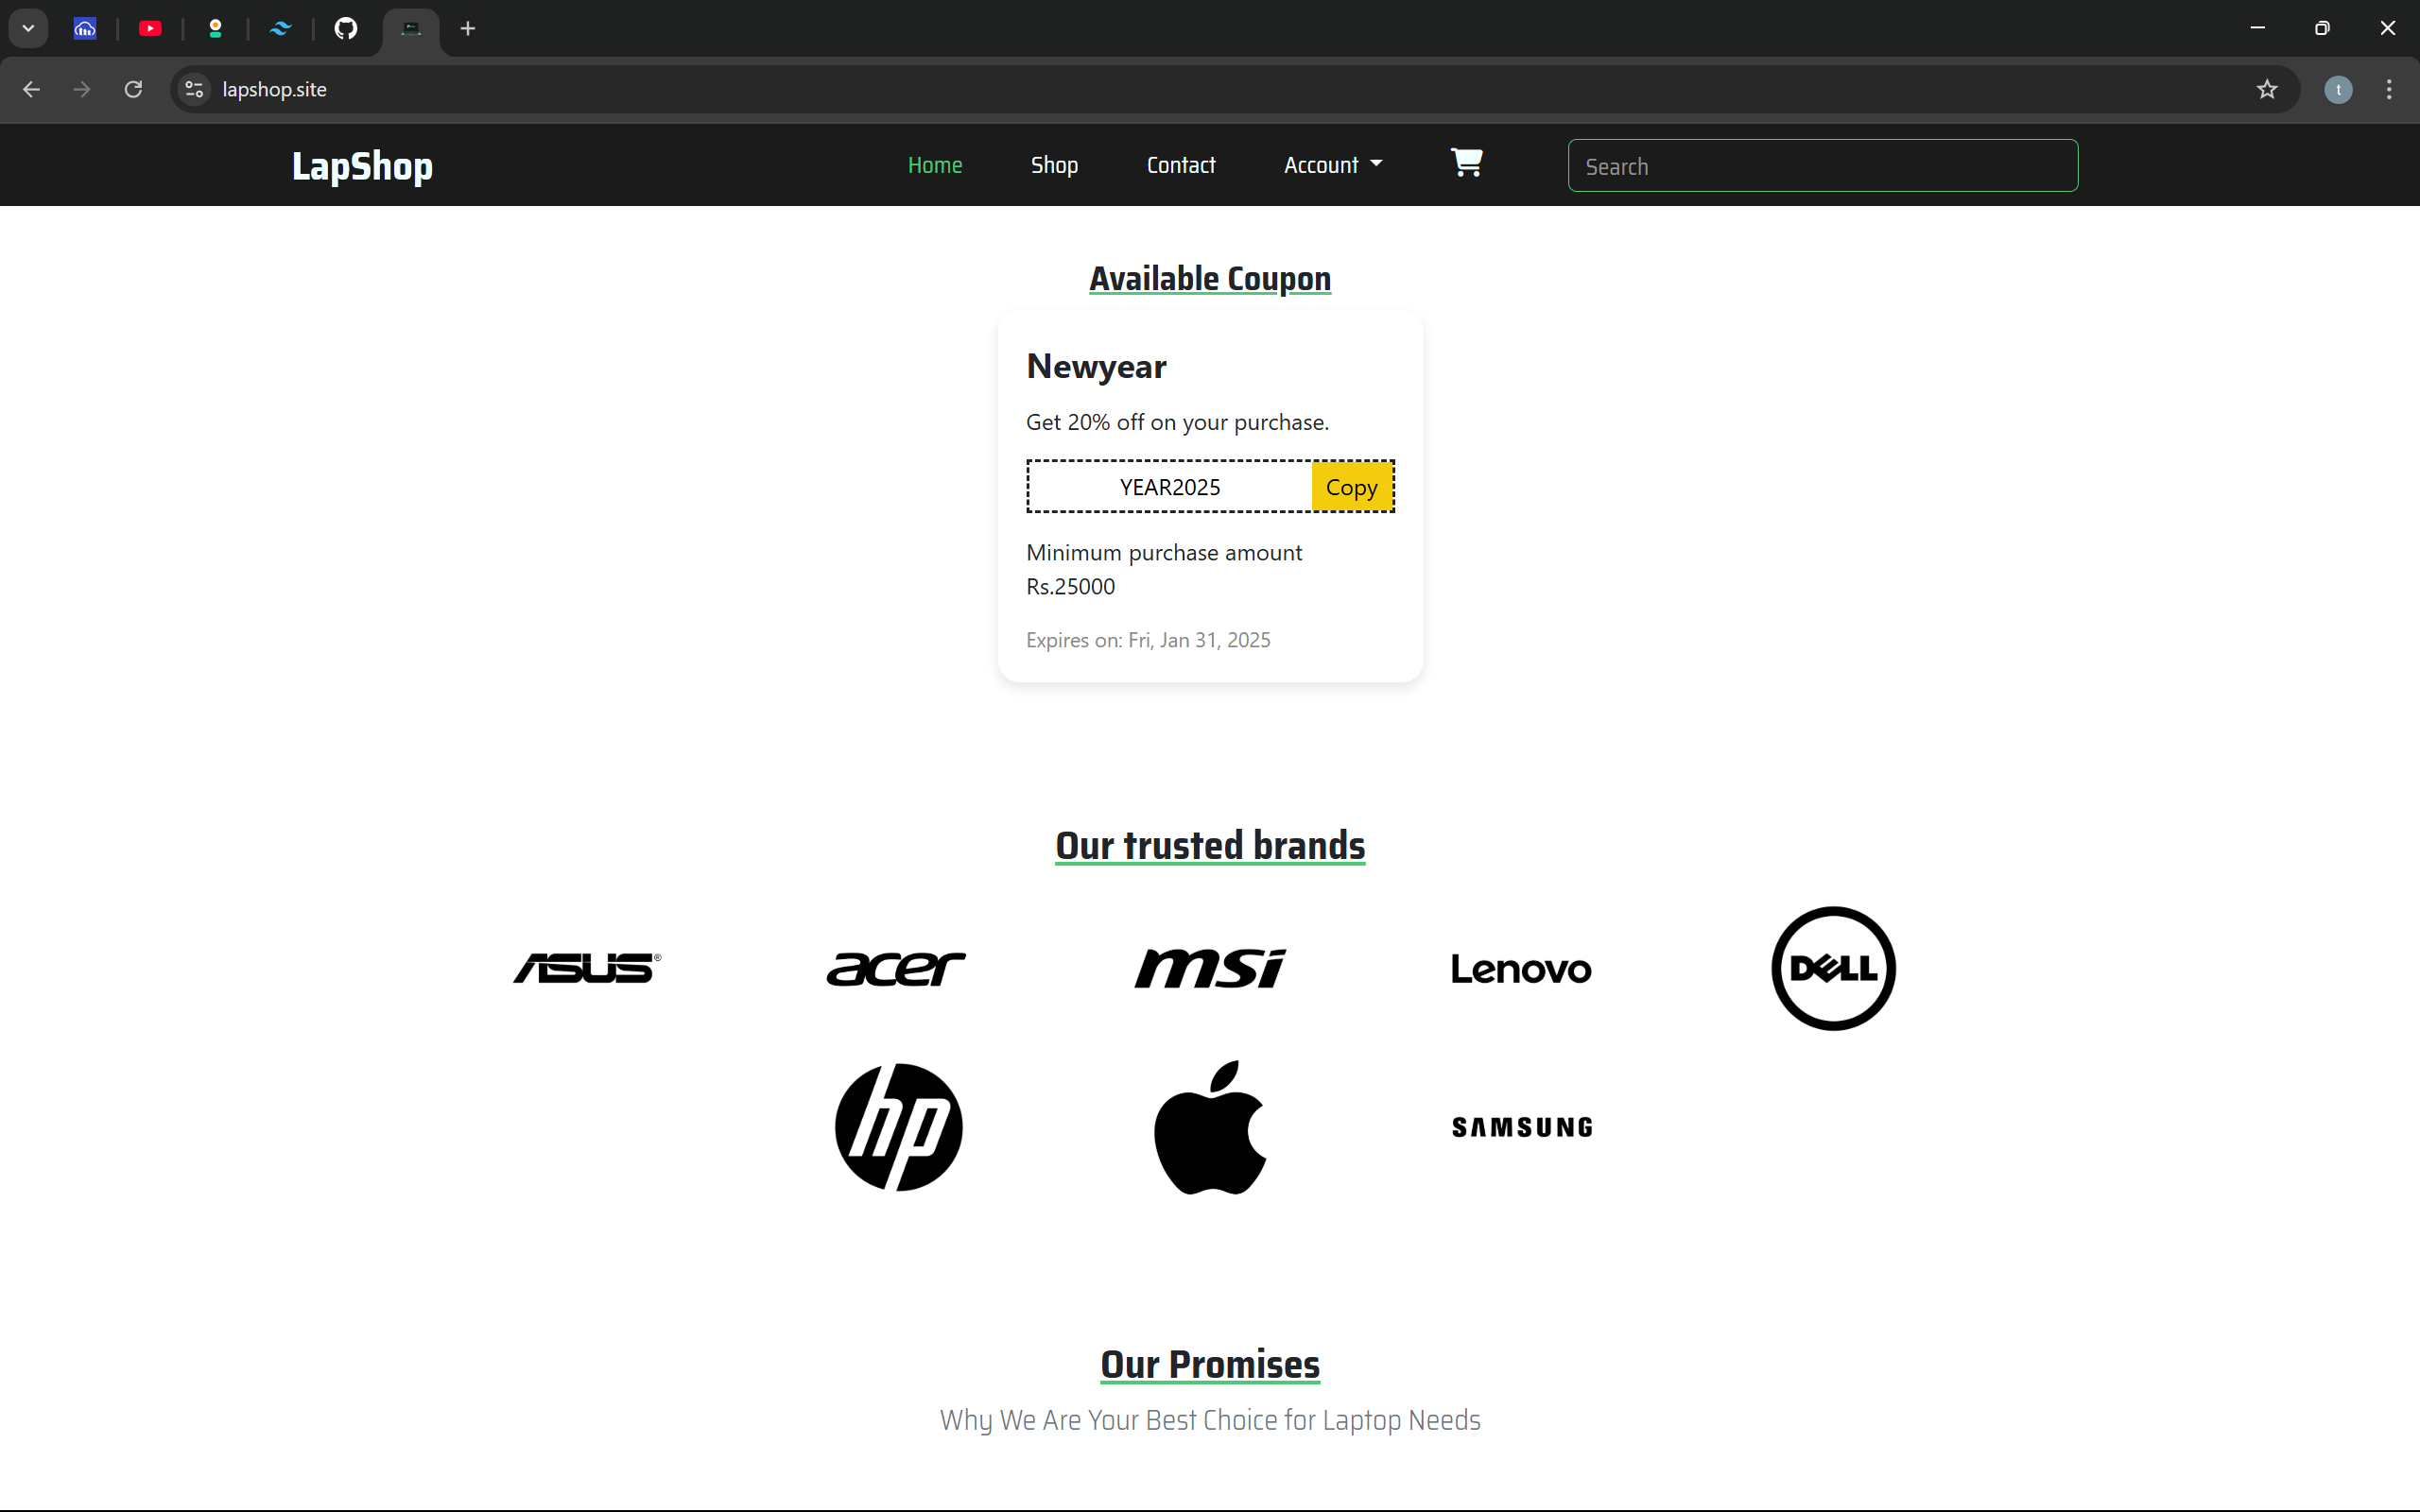 lapshop.site
t
LapShop
Home
Shop
Contact
Account
Search
Available Coupon
Newyear
Get 20% off on your purchase.
YEAR2025
Copy
Minimum purchase amount
Rs.25000
Expires on: Fri, Jan 31, 2025
Our trusted brands
ASUS®
acer
msi
Lenovo
DELL
hp
SAMSUNG
Our Promises
Why We Are Your Best Choice for Laptop Needs